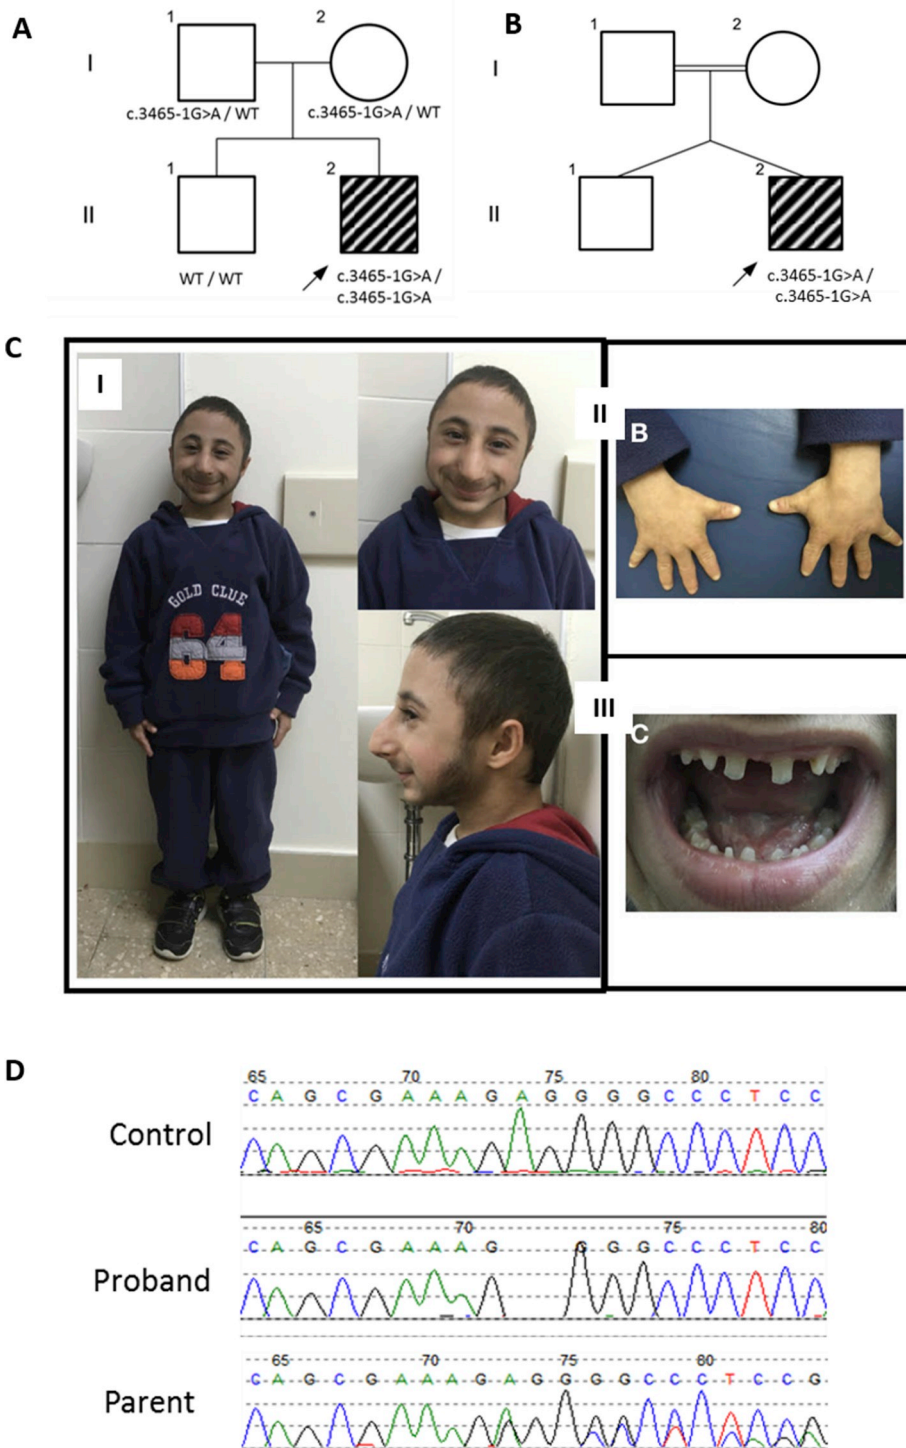 A
1
2
I
c.3465-1G>A / WT
c.3465-1G>A / WT
1
2
II
WT / WT
c.3465-1G>A /
c.3465-1G>A
B
1
2
I
1
2
II
c.3465-1G>A /
c.3465-1G>A
C
I
GOLD CLUE
64
II
B
III
C
D
Control
65 70 75 80
C A G C G A A A G A G G G G C C C T C C
Proband
65 70 75 80
C A G C G A A A G G G G C C C T C C
Parent
65 70 75 80
C A G C G A A A G A G G G G C C C T C C G